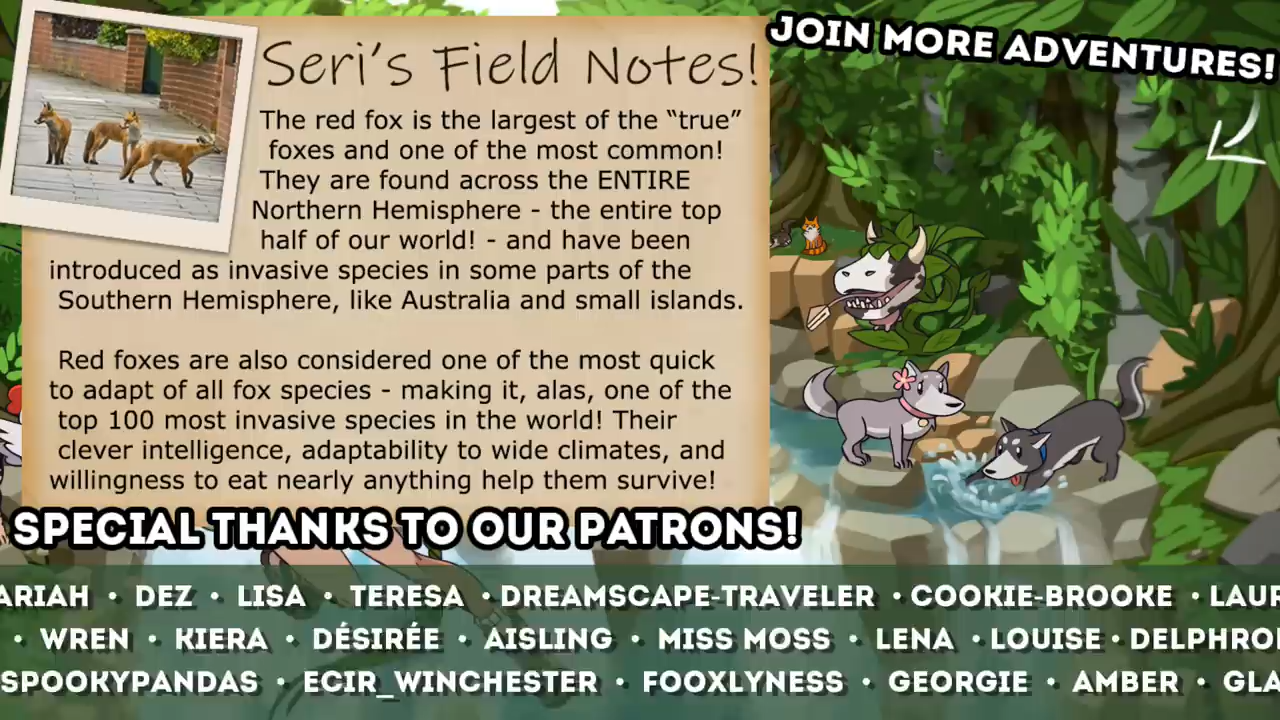 JOIN MORE ADVENTURES!
Seri's Field Notes!
The red fox is the largest of the “true”
foxes and one of the most common!
They are found across the ENTIRE
Northern Hemisphere - the entire top
half of our world! - and have been
introduced as invasive species in some parts of the
Southern Hemisphere, like Australia and small islands.
Red foxes are also considered one of the most quick
to adapt of all fox species - making it, alas, one of the
top 100 most invasive species in the world! Their
clever intelligence, adaptability to wide climates, and
willingness to eat nearly anything help them survive!
SPECIAL THANKS TO OUR PATRONS!
ARIAH • DEZ • LISA • TERESA • DREAMSCAPE-TRAVELER • COOKIE-BROOKE • LAUR
• WREN • KIERA • DÉSIRÉE • AISLING • MISS MOSS • LENA • LOUISE • DELPHRO
SPOOKYPANDAS • ECIR_WINCHESTER • FOOXLYNESS • GEORGIE • AMBER • GLA